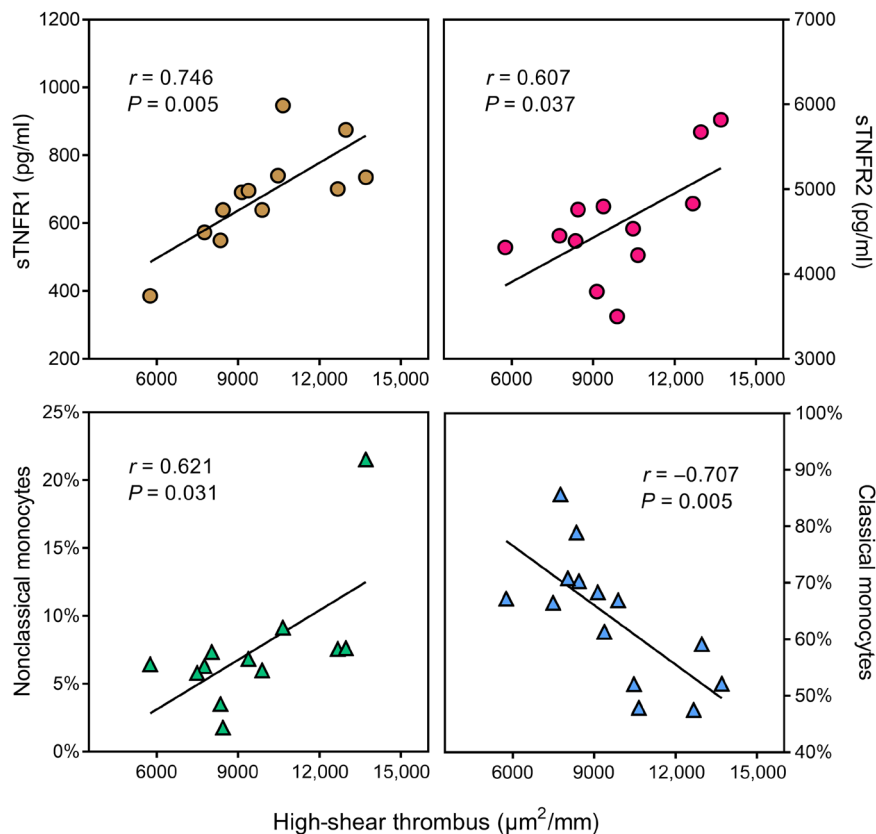 1200
1000
800
600
400
200
sTNFR1 (pg/ml)
r = 0.746
P = 0.005
6000 9000 12,000 15,000
7000
6000
5000
4000
3000
sTNFR2 (pg/ml)
r = 0.607
P = 0.037
6000 9000 12,000 15,000
25%
20%
15%
10%
5%
0%
Nonclassical monocytes
r = 0.621
P = 0.031
6000 9000 12,000 15,000
100%
90%
80%
70%
60%
50%
40%
Classical monocytes
r = –0.707
P = 0.005
6000 9000 12,000 15,000
High-shear thrombus (µm²/mm)